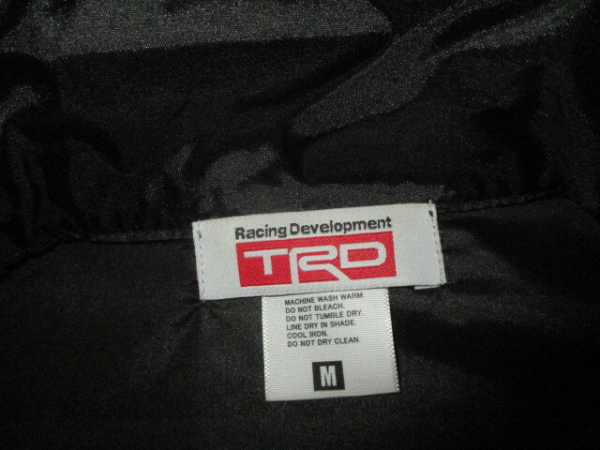 Racing Development
TRD
MACHINE WASH WARM.
DO NOT BLEACH.
DO NOT TUMBLE DRY.
LINE DRY IN SHADE.
COOL IRON.
DO NOT DRY CLEAN.
M